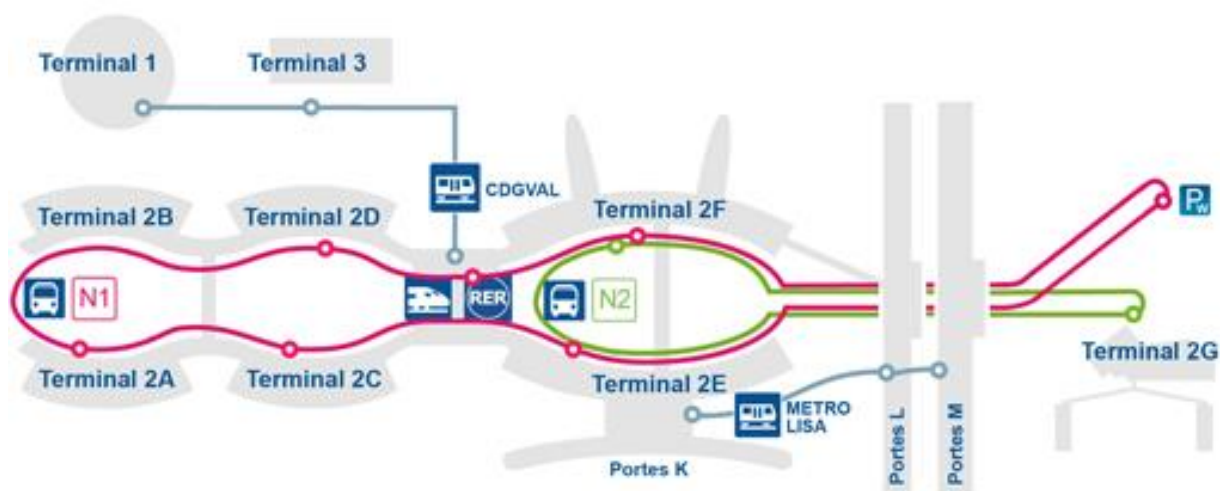 Terminal 1
Terminal 3
CDGVAL
Terminal 2B
Terminal 2D
Terminal 2F
PW
N1
RER
N2
Terminal 2A
Terminal 2C
Terminal 2E
Terminal 2G
METRO
LISA
Portes K
Portes L
Portes M